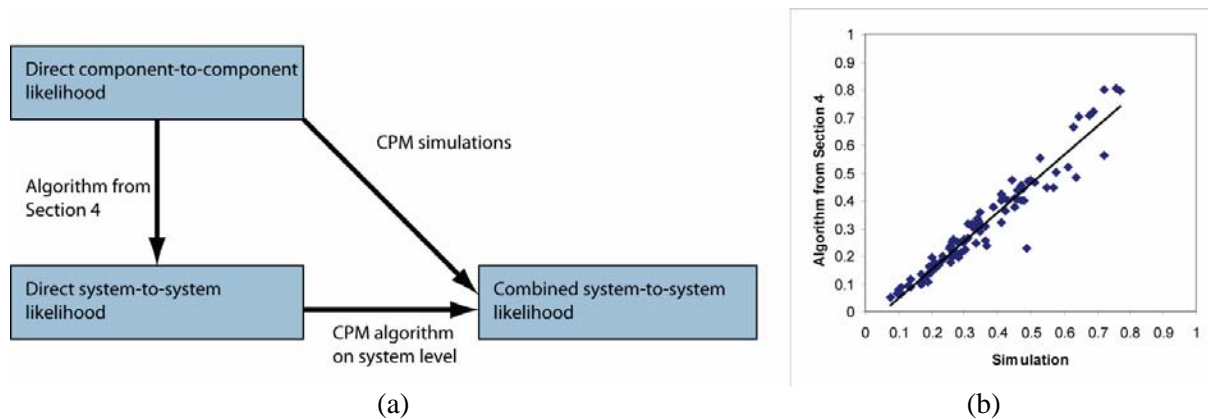 Direct component-to-component
likelihood
CPM simulations
Algorithm from
Section 4
Direct system-to-system
likelihood
Combined system-to-system
likelihood
CPM algorithm
on system level
(a)
Algorithm from Section 4
1
0.9
0.8
0.7
0.6
0.5
0.4
0.3
0.2
0.1
0
0 0.1 0.2 0.3 0.4 0.5 0.6 0.7 0.8 0.9 1
Simulation
(b)